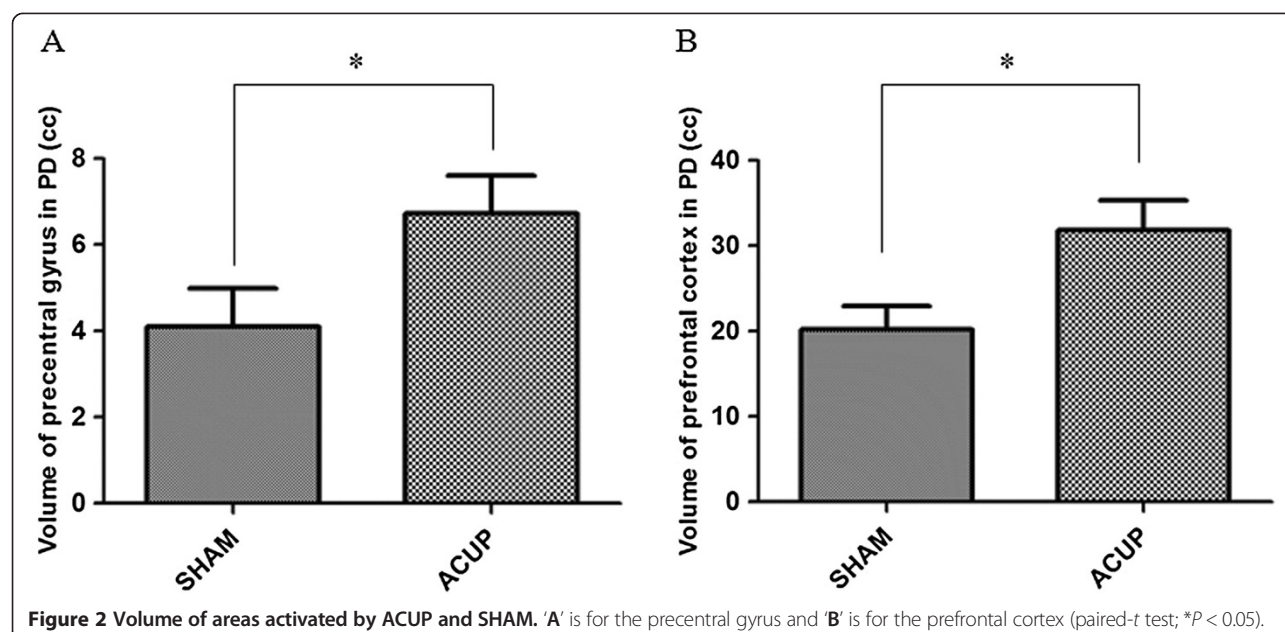 A
*
Volume of precentral gyrus in PD (cc)
8
6
4
2
0
SHAM
ACUP
B
*
Volume of prefrontal cortex in PD (cc)
40
30
20
10
0
SHAM
ACUP
Figure 2 Volume of areas activated by ACUP and SHAM. ‘A’ is for the precentral gyrus and ‘B’ is for the prefrontal cortex (paired-t test; *P < 0.05).